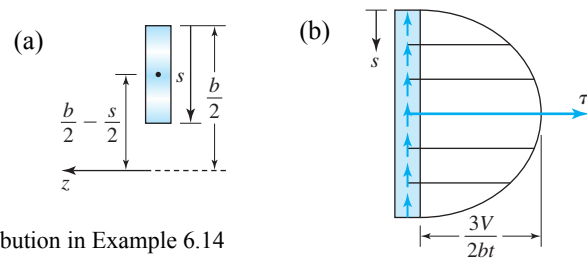 (a)
s
b/2
b/2 − s/2
z
bution in Example 6.14
(b)
s
τ
3V/2bt